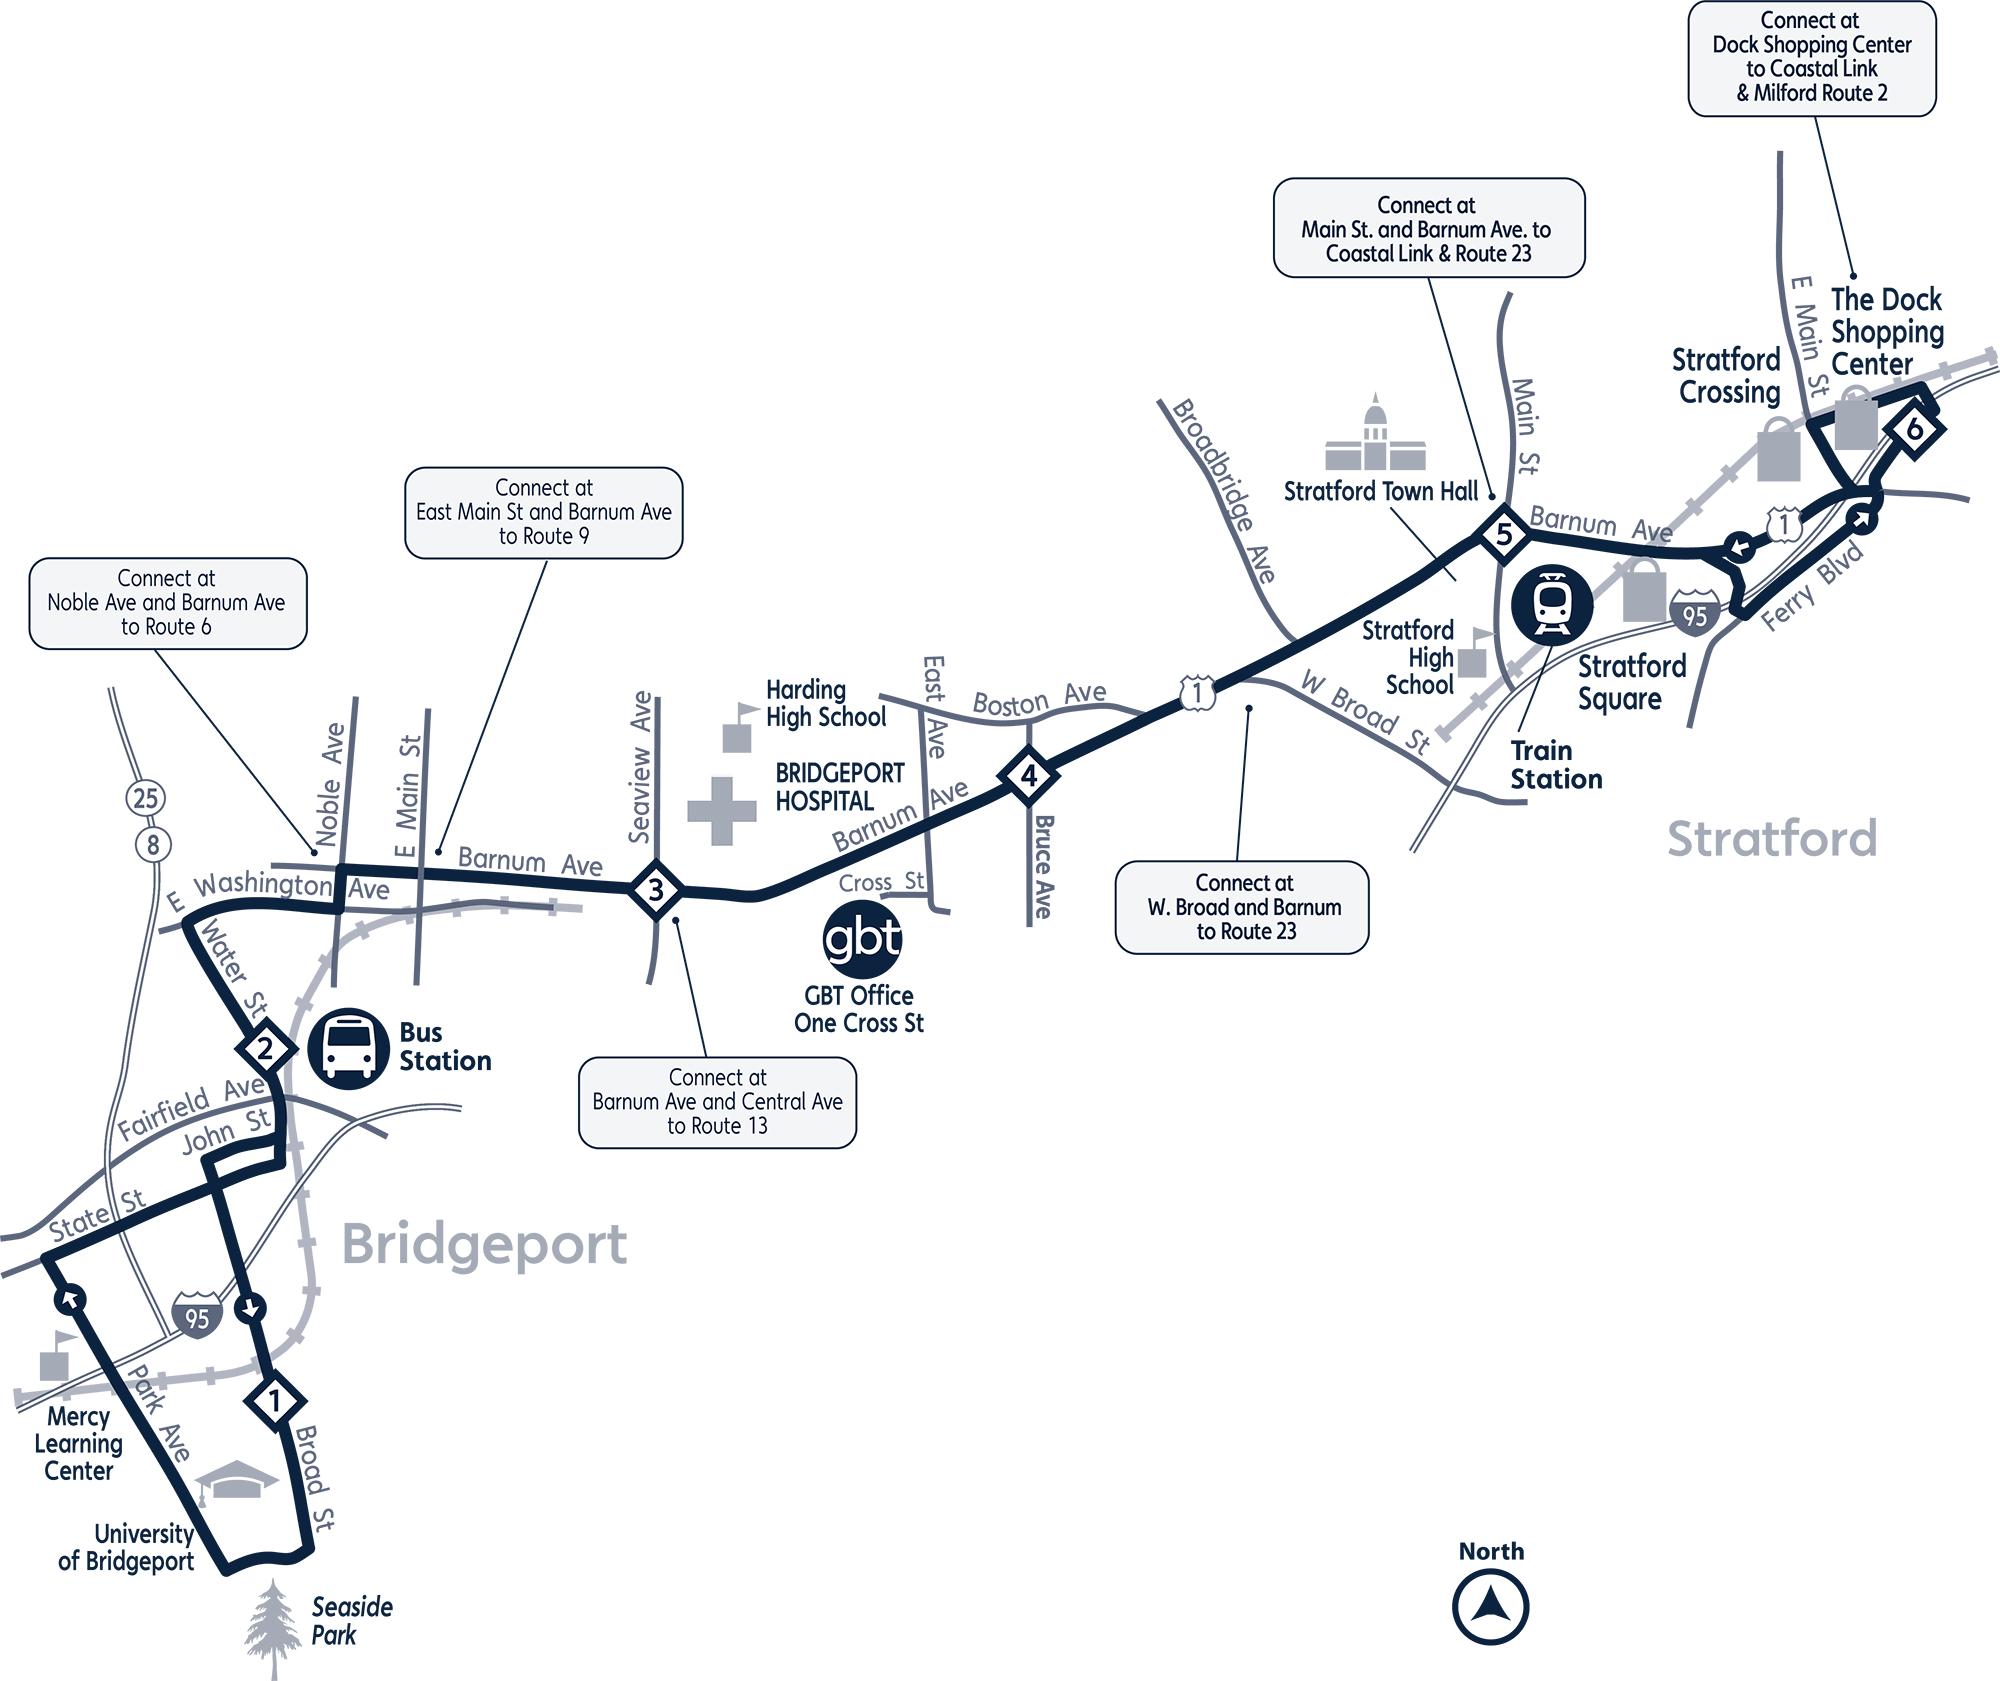 Connect at
Dock Shopping Center
to Coastal Link
& Milford Route 2
Connect at
Main St. and Barnum Ave. to
Coastal Link & Route 23
E Main St
The Dock
Shopping
Center
Stratford
Crossing
Main St
Broadbridge Ave
Stratford Town Hall
6
5
Barnum Ave
1
Ferry Blvd
95
Connect at
East Main St and Barnum Ave
to Route 9
Connect at
Noble Ave and Barnum Ave
to Route 6
Stratford
High
School
Stratford
Square
Train
Station
W Broad St
1
Boston Ave
East Ave
Harding
High School
BRIDGEPORT
HOSPITAL
Seaview Ave
Noble Ave
E Main St
25
8
4
Barnum Ave
Bruce Ave
Stratford
Barnum Ave
3
E Washington Ave
Cross St
gbt
GBT Office
One Cross St
Connect at
W. Broad and Barnum
to Route 23
Water St
2
Bus
Station
Connect at
Barnum Ave and Central Ave
to Route 13
Fairfield Ave
John St
State St
Bridgeport
95
Park Ave
1
Broad St
Mercy
Learning
Center
University
of Bridgeport
Seaside
Park
North